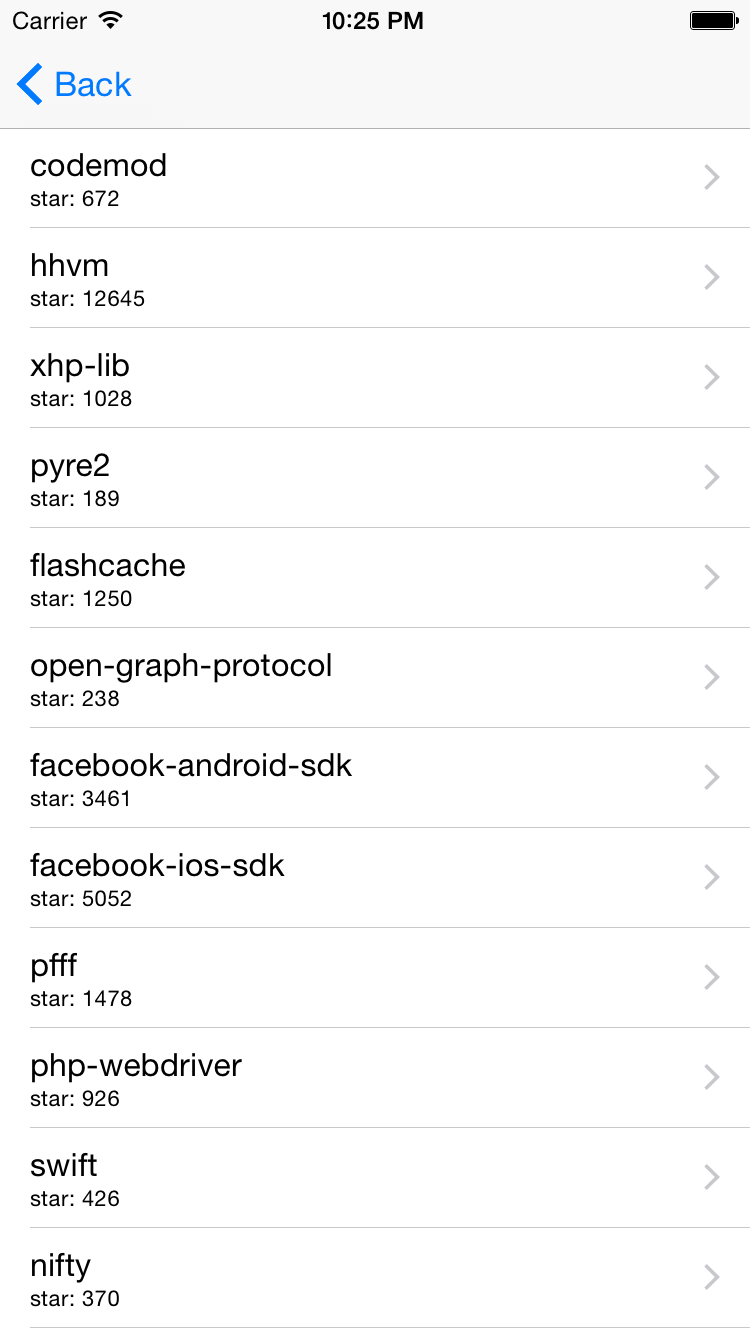 Carrier 10:25 PM
Back
codemod
star: 672
hhvm
star: 12645
xhp-lib
star: 1028
pyre2
star: 189
flashcache
star: 1250
open-graph-protocol
star: 238
facebook-android-sdk
star: 3461
facebook-ios-sdk
star: 5052
pfff
star: 1478
php-webdriver
star: 926
swift
star: 426
nifty
star: 370